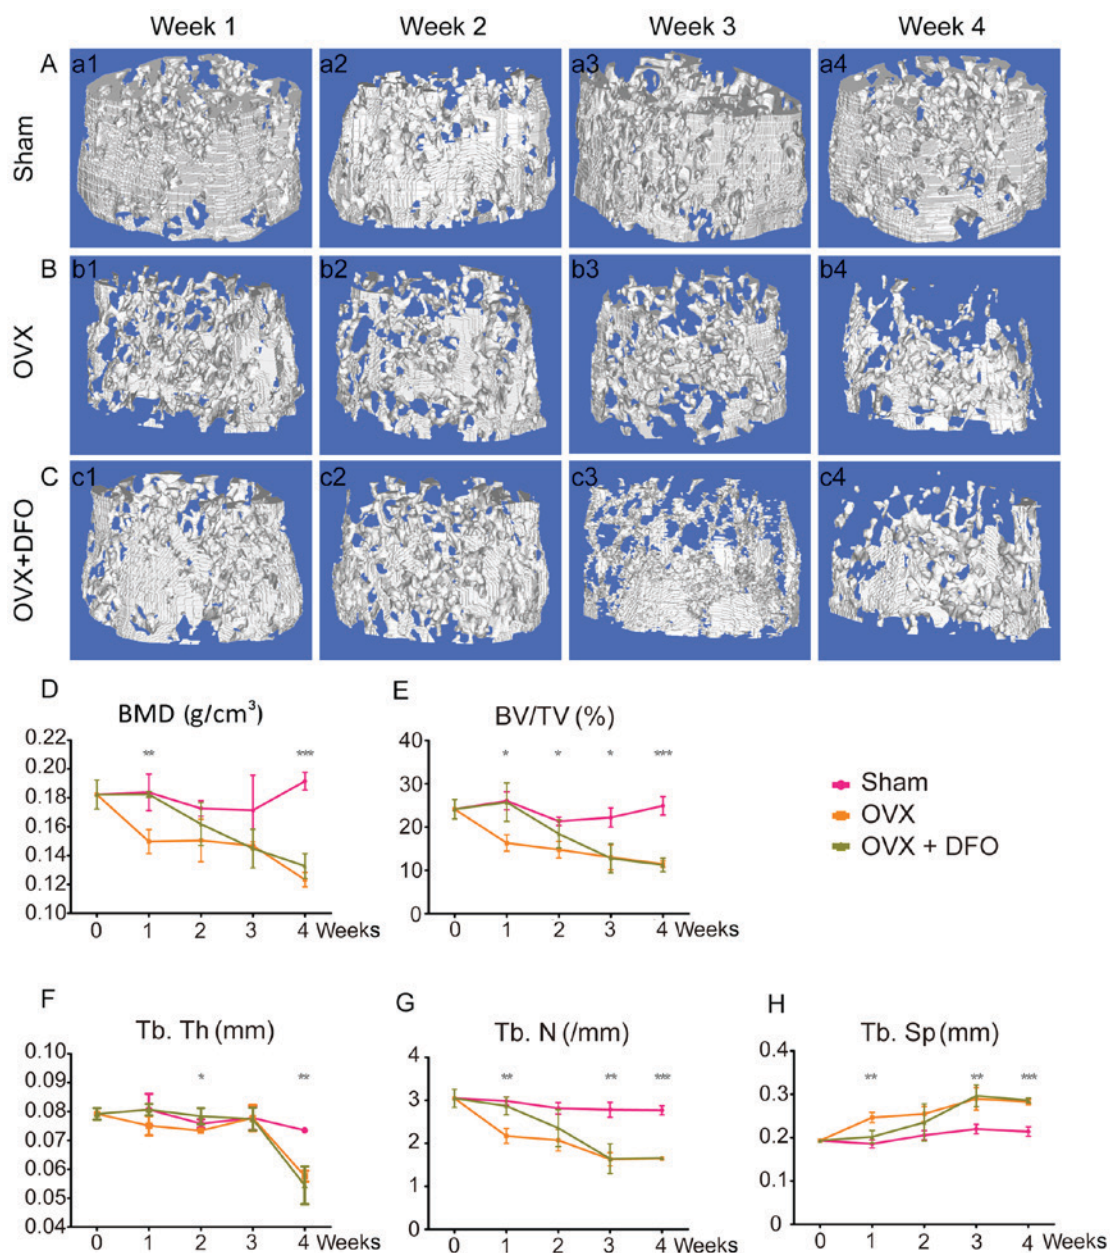 Week 1 Week 2 Week 3 Week 4
A a1 a2 a3 a4
Sham
B b1 b2 b3 b4
OVX
C c1 c2 c3 c4
OVX+DFO
D
BMD (g/cm³)
0.22
0.20
0.18
0.16
0.14
0.12
0.10
** ***
0 1 2 3 4 Weeks
E
BV/TV (%)
40
30
20
10
0
* * * ***
0 1 2 3 4 Weeks
Sham
OVX
OVX + DFO
F
Tb. Th (mm)
0.10
0.09
0.08
0.07
0.06
0.05
0.04
* **
0 1 2 3 4 Weeks
G
Tb. N (/mm)
4
3
2
1
0
** ** ***
0 1 2 3 4 Weeks
H
Tb. Sp (mm)
0.4
0.3
0.2
0.1
0
** ** ***
0 1 2 3 4 Weeks